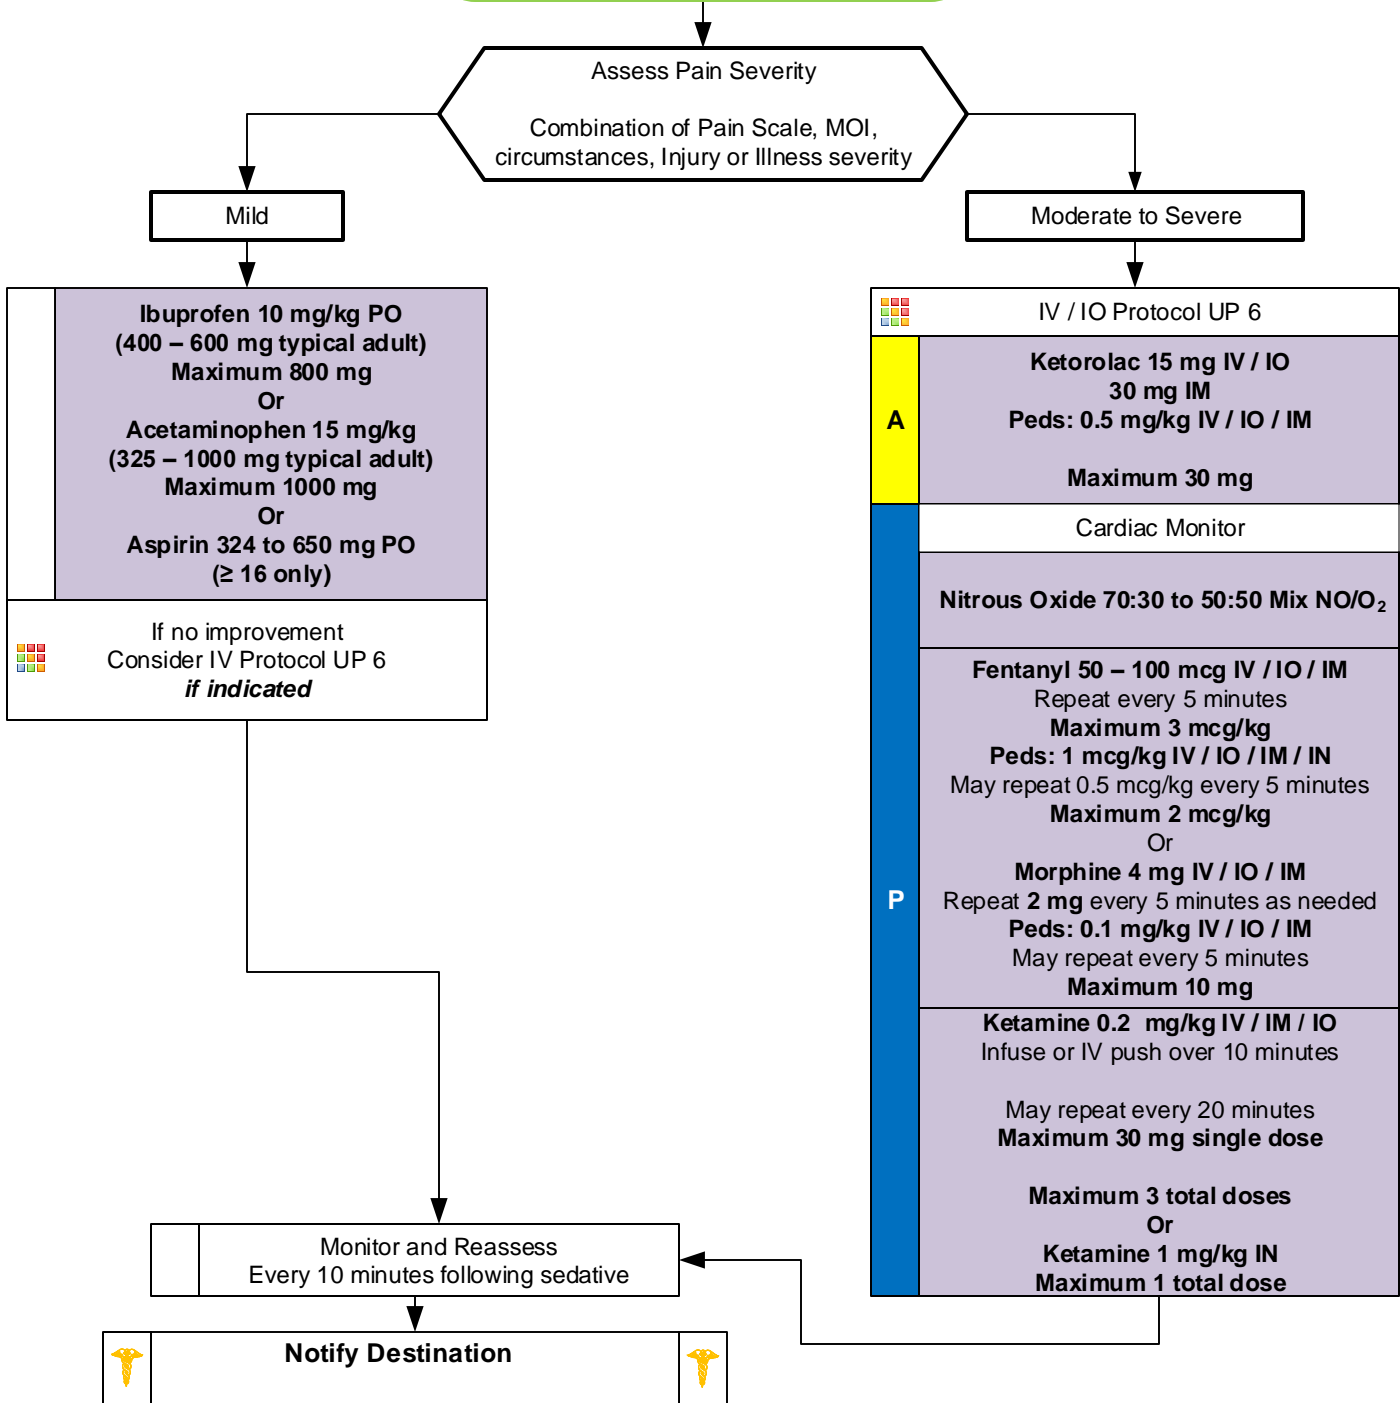 Assess Pain Severity
Combination of Pain Scale, MOI,
circumstances, Injury or Illness severity
Mild
Ibuprofen 10 mg/kg PO
(400 – 600 mg typical adult)
Maximum 800 mg
Or
Acetaminophen 15 mg/kg
(325 – 1000 mg typical adult)
Maximum 1000 mg
Or
Aspirin 324 to 650 mg PO
(≥ 16 only)
If no improvement
Consider IV Protocol UP 6
if indicated
Moderate to Severe
IV / IO Protocol UP 6
A
Ketorolac 15 mg IV / IO
30 mg IM
Peds: 0.5 mg/kg IV / IO / IM
Maximum 30 mg
P
Cardiac Monitor
Nitrous Oxide 70:30 to 50:50 Mix NO/O₂
Fentanyl 50 – 100 mcg IV / IO / IM
Repeat every 5 minutes
Maximum 3 mcg/kg
Peds: 1 mcg/kg IV / IO / IM / IN
May repeat 0.5 mcg/kg every 5 minutes
Maximum 2 mcg/kg
Or
Morphine 4 mg IV / IO / IM
Repeat 2 mg every 5 minutes as needed
Peds: 0.1 mg/kg IV / IO / IM
May repeat every 5 minutes
Maximum 10 mg
Ketamine 0.2 mg/kg IV / IM / IO
Infuse or IV push over 10 minutes
May repeat every 20 minutes
Maximum 30 mg single dose
Maximum 3 total doses
Or
Ketamine 1 mg/kg IN
Maximum 1 total dose
Monitor and Reassess
Every 10 minutes following sedative
Notify Destination